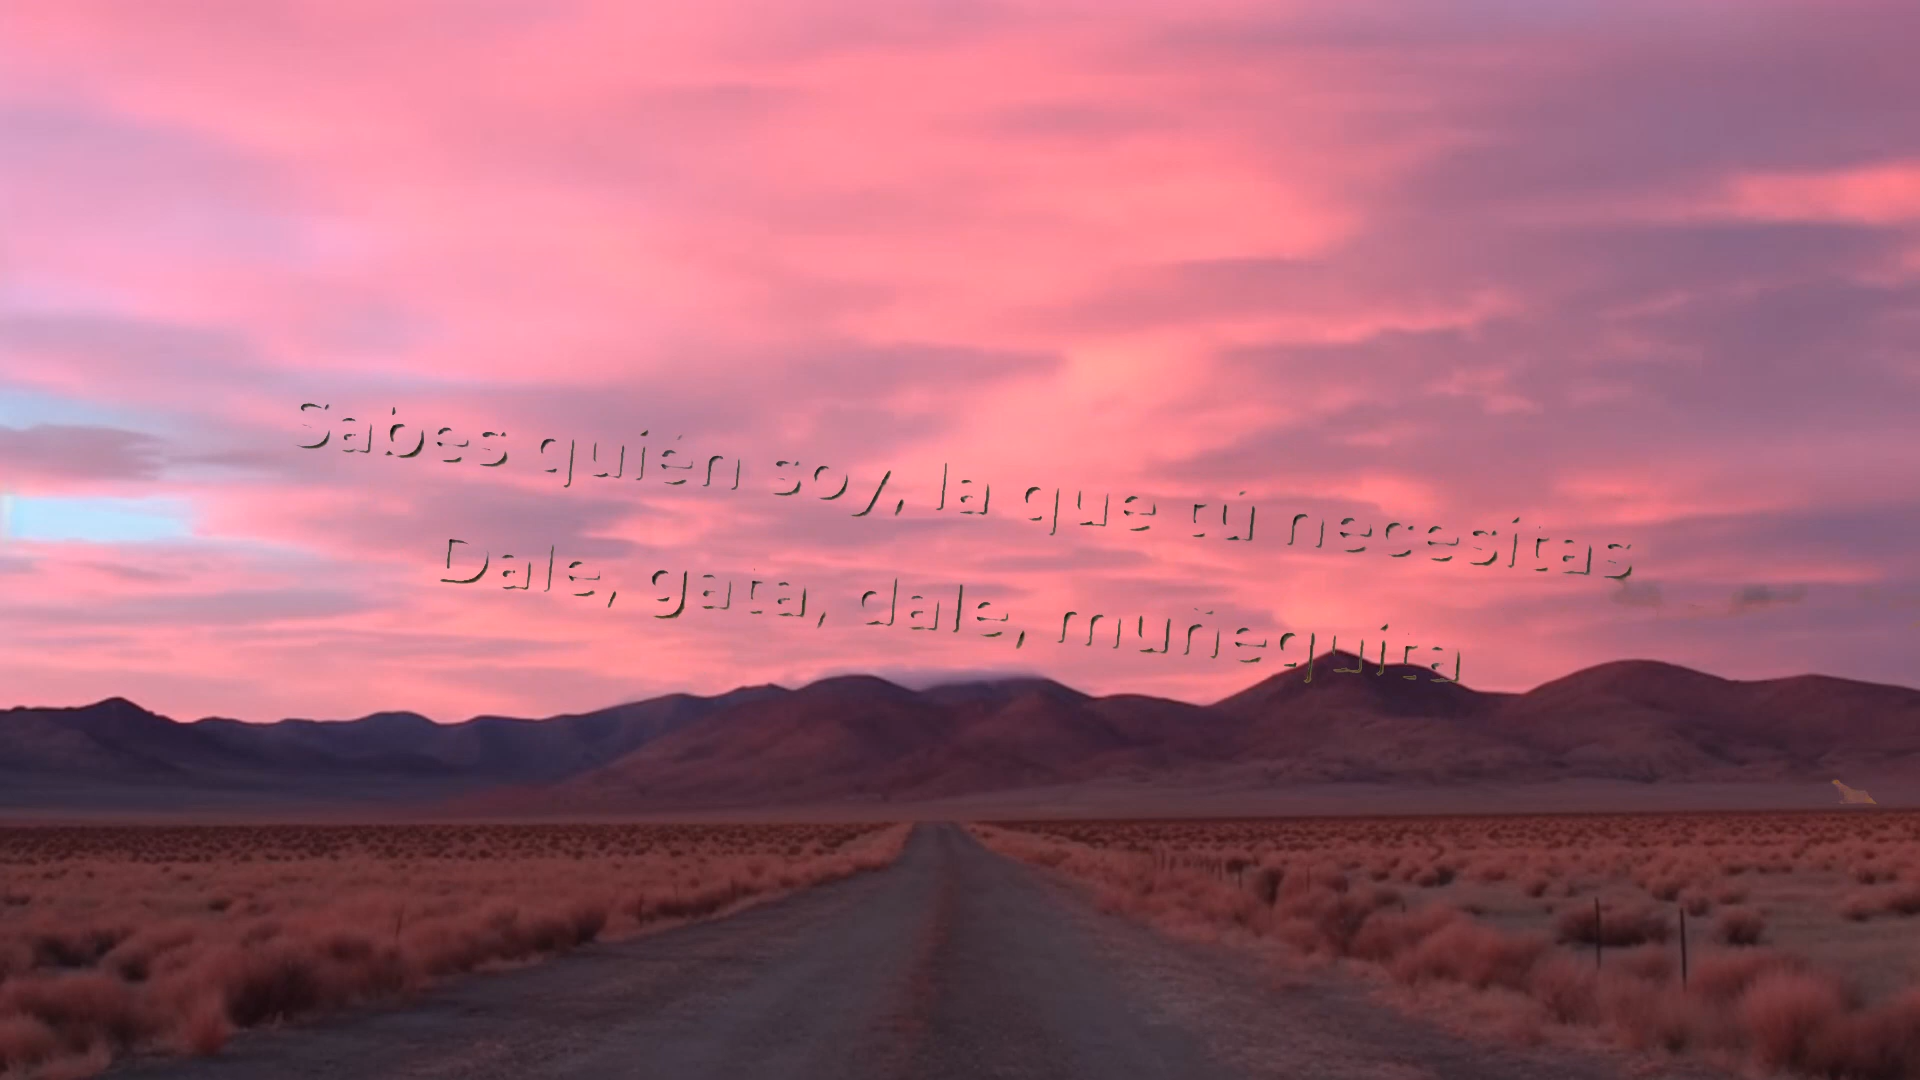 Sabes quién soy, la que tú necesitas
Dale, gata, dale, muñequita